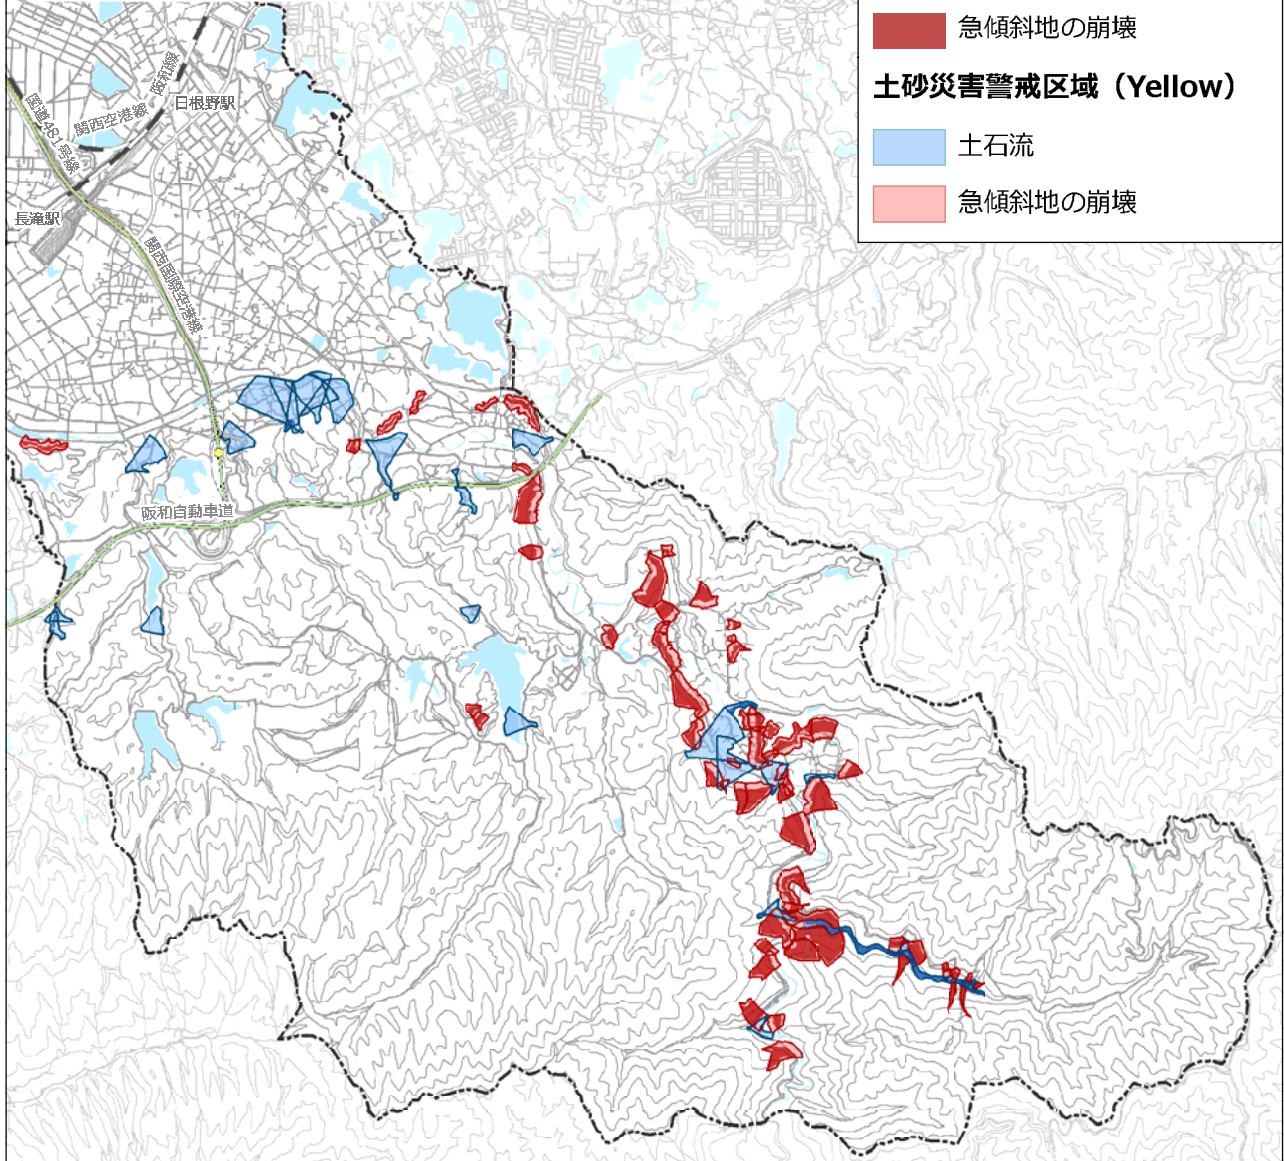 急傾斜地の崩壊
土砂災害警戒区域（Yellow）
土石流
急傾斜地の崩壊
阪和線
日根野駅
関西空港線
国道481号線
長滝駅
関西国際空港線
阪和自動車道